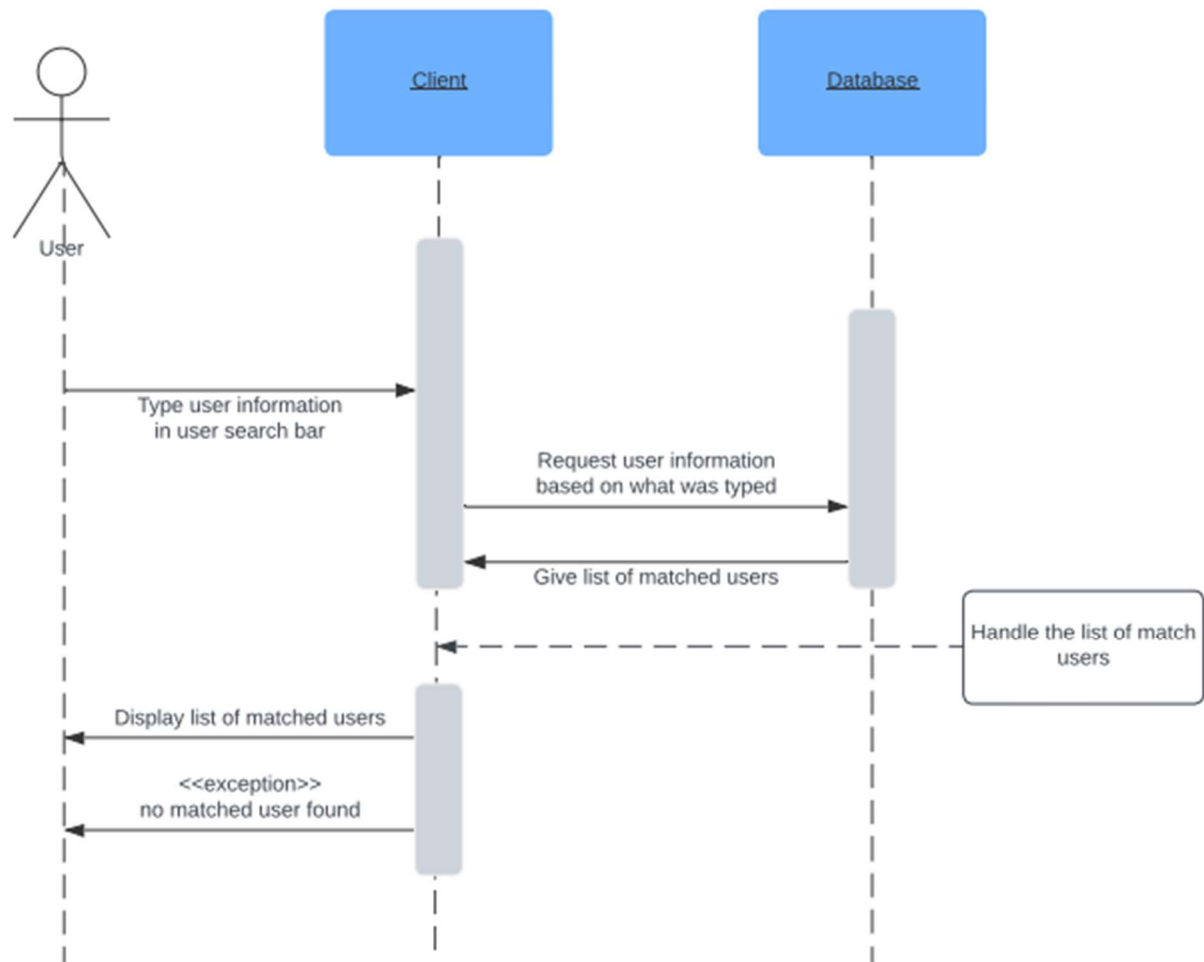 Client
Database
User
Type user information
in user search bar
Request user information
based on what was typed
Give list of matched users
Handle the list of match
users
Display list of matched users
<<exception>>
no matched user found